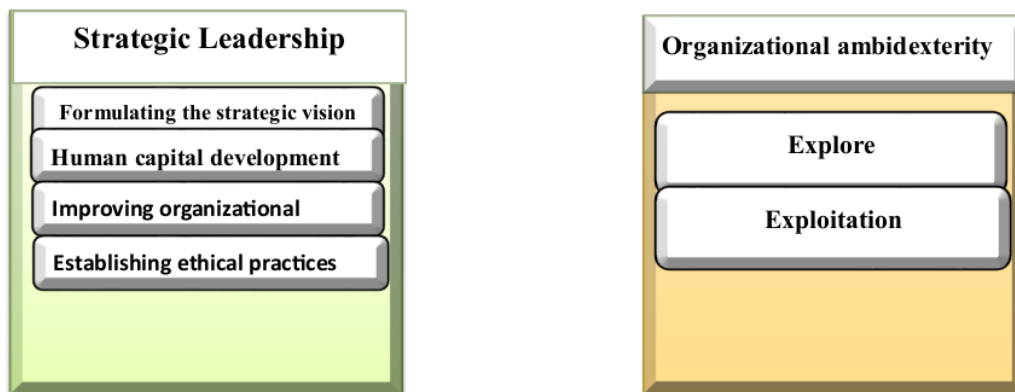 Strategic Leadership
Formulating the strategic vision
Human capital development
Improving organizational
Establishing ethical practices
Organizational ambidexterity
Explore
Exploitation